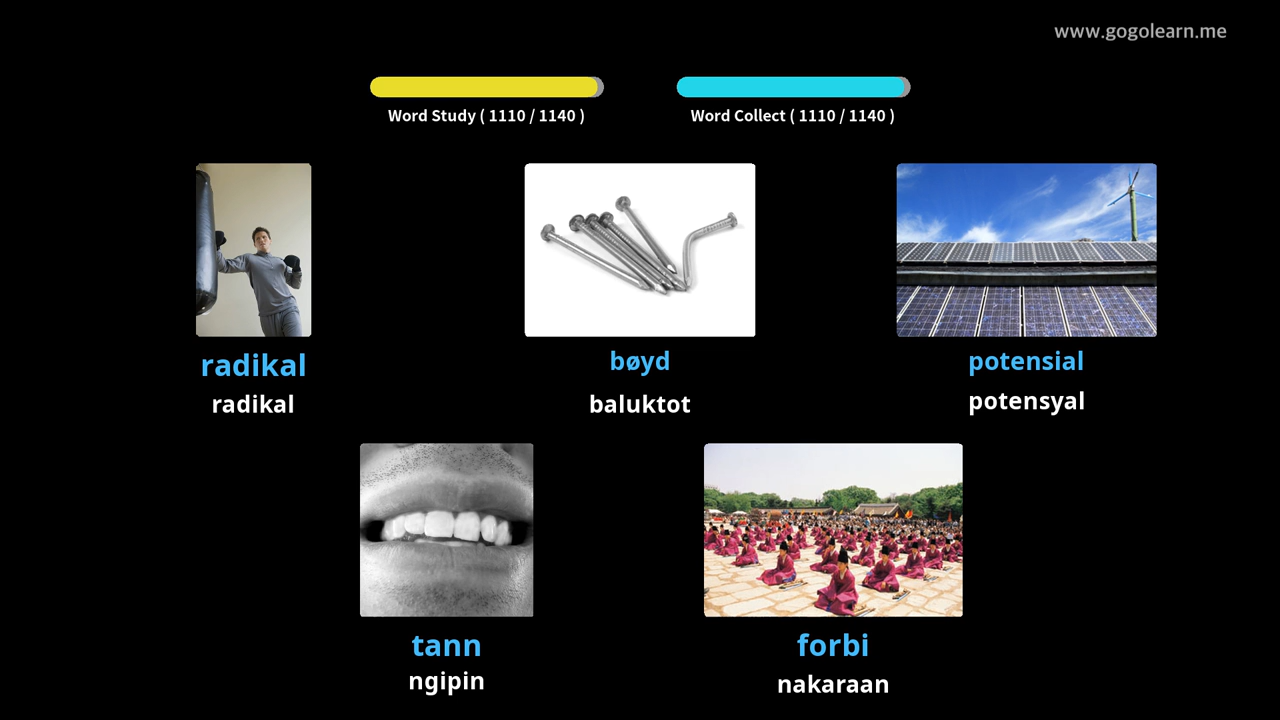 www.gogolearn.me
Word Study ( 1110 / 1140 )
Word Collect ( 1110 / 1140 )
radikal
radikal
bøyd
baluktot
potensial
potensyal
tann
ngipin
forbi
nakaraan